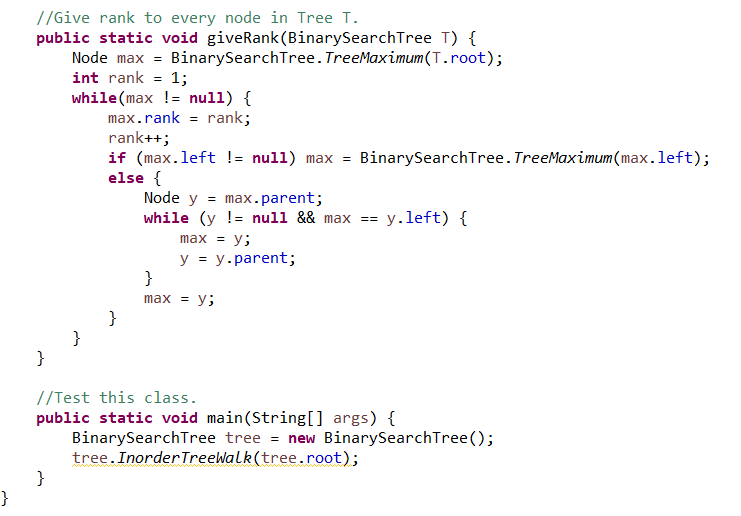 //Give rank to every node in Tree T.
public static void giveRank(BinarySearchTree T) {
Node max = BinarySearchTree.TreeMaximum(T.root);
int rank = 1;
while(max != null) {
max.rank = rank;
rank++;
if (max.left != null) max = BinarySearchTree.TreeMaximum(max.left);
else {
Node y = max.parent;
while (y != null && max == y.left) {
max = y;
y = y.parent;
}
max = y;
}
}
}
//Test this class.
public static void main(String[] args) {
BinarySearchTree tree = new BinarySearchTree();
tree.InorderTreeWalk(tree.root);
}
}